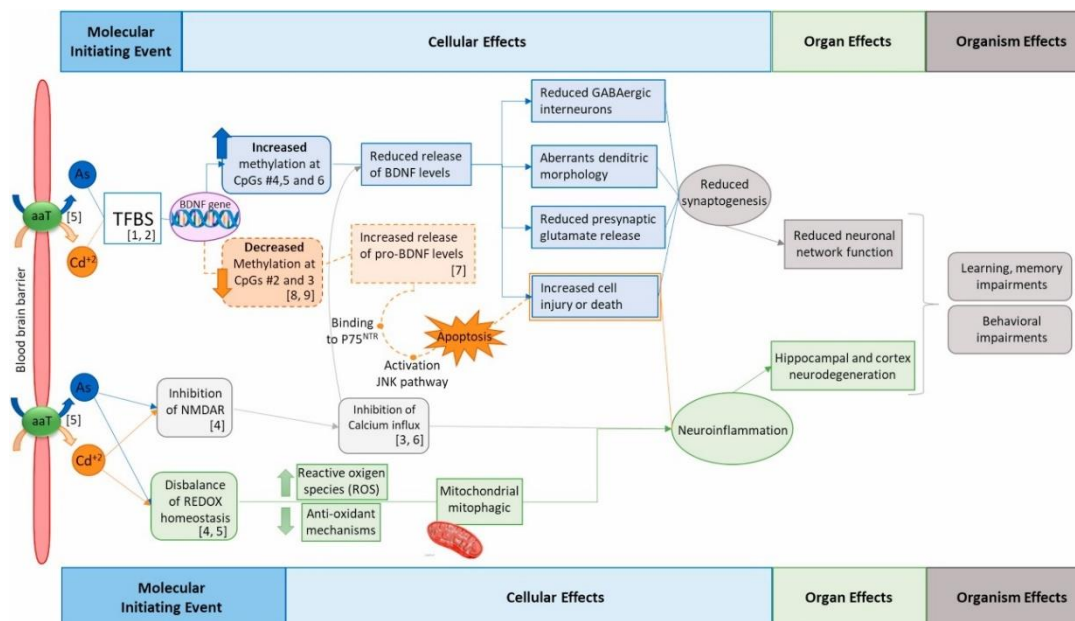 Molecular
Initiating Event
Cellular Effects
Organ Effects
Organism Effects
Blood brain barrier
As
aaT
[5]
Cd+2
TFBS
[1, 2]
BDNF gene
Increased
methylation at
CpGs #4,5 and 6
Decreased
Methylation at
CpGs #2 and 3
[8, 9]
Reduced release
of BDNF levels
Increased release
of pro-BDNF levels
[7]
Binding
to P75NTR
Activation
JNK pathway
Apoptosis
Reduced GABAergic
interneurons
Aberrants denditric
morphology
Reduced presynaptic
glutamate release
Increased cell
injury or death
Reduced
synaptogenesis
Reduced neuronal
network function
Learning, memory
impairments
Behavioral
impairments
As
aaT
[5]
Cd+2
Inhibition
of NMDAR
[4]
Inhibition of
Calcium influx
[3, 6]
Disbalance
of REDOX
homeostasis
[4, 5]
Reactive oxigen
species (ROS)
Anti-oxidant
mechanisms
Mitochondrial
mitophagic
Neuroinflammation
Hippocampal and cortex
neurodegeneration
Molecular
Initiating Event
Cellular Effects
Organ Effects
Organism Effects